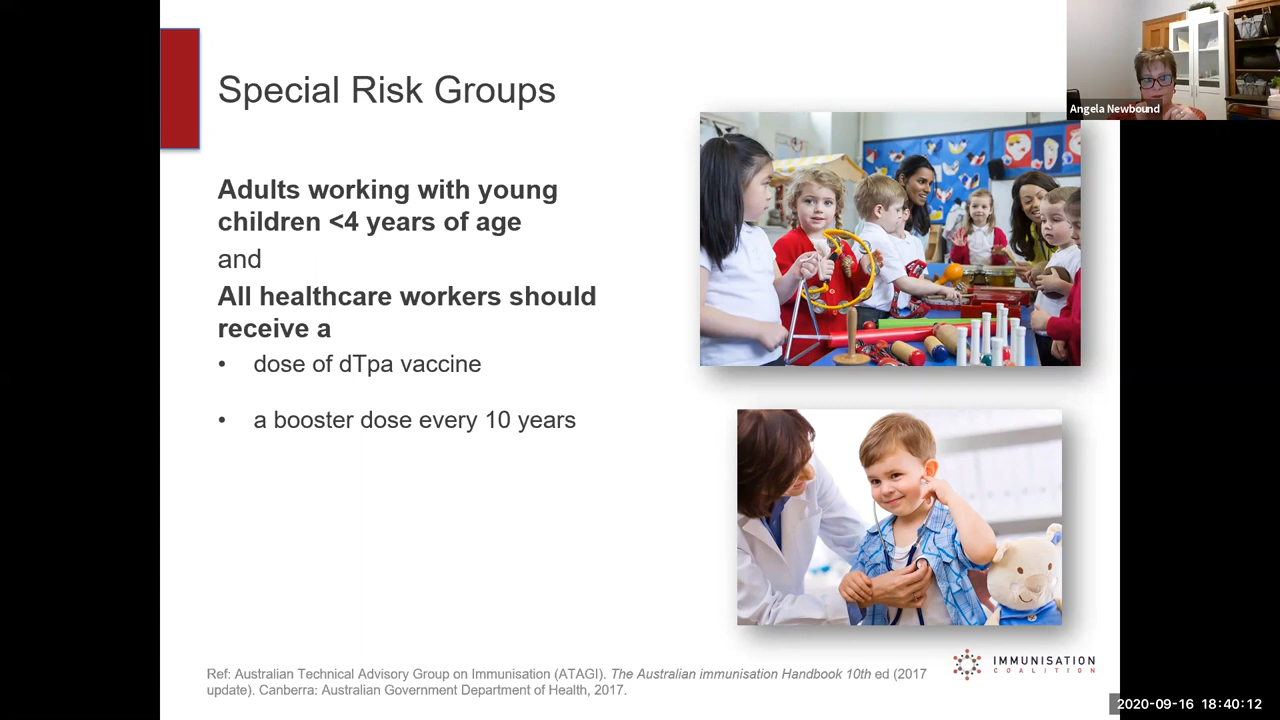 Special Risk Groups
Angela Newbound
Adults working with young
children <4 years of age
and
All healthcare workers should
receive a
• dose of dTpa vaccine
• a booster dose every 10 years
Ref: Australian Technical Advisory Group on Immunisation (ATAGI). The Australian immunisation Handbook 10th ed (2017
update). Canberra: Australian Government Department of Health, 2017.
IMMUNISATION
COALITION
2020-09-16 18:40:12